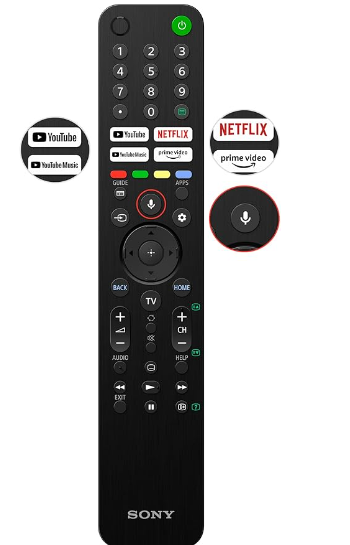 1 2 3
4 5 6
7 8 9
0
YouTube NETFLIX
YouTube Music prime video
YouTube
YouTube Music
NETFLIX
prime video
GUIDE APPS
BACK HOME
TV
+ +
CH
− −
AUDIO HELP
EXIT
SONY